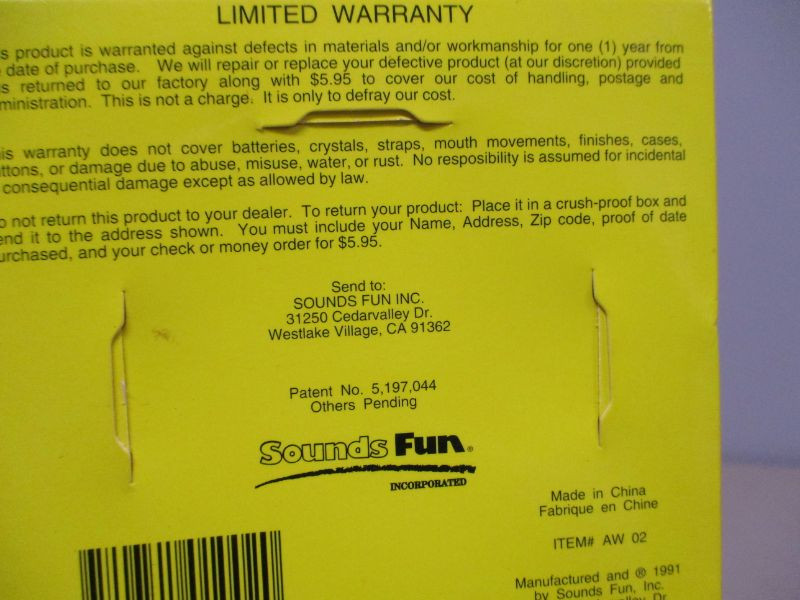 LIMITED WARRANTY
s product is warranted against defects in materials and/or workmanship for one (1) year from
date of purchase. We will repair or replace your defective product (at our discretion) provided
is returned to our factory along with $5.95 to cover our cost of handling, postage and
ministration. This is not a charge. It is only to defray our cost.
is warranty does not cover batteries, crystals, straps, mouth movements, finishes, cases,
ttons, or damage due to abuse, misuse, water, or rust. No resposibility is assumed for incidental
consequential damage except as allowed by law.
o not return this product to your dealer. To return your product: Place it in a crush-proof box and
end it to the address shown. You must include your Name, Address, Zip code, proof of date
urchased, and your check or money order for $5.95.
Send to:
SOUNDS FUN INC.
31250 Cedarvalley Dr.
Westlake Village, CA 91362
Patent No. 5,197,044
Others Pending
Sounds Fun®
INCORPORATED
Made in China
Fabrique en Chine
ITEM# AW 02
Manufactured and ® 1991
by Sounds Fun, Inc.
alley Dr